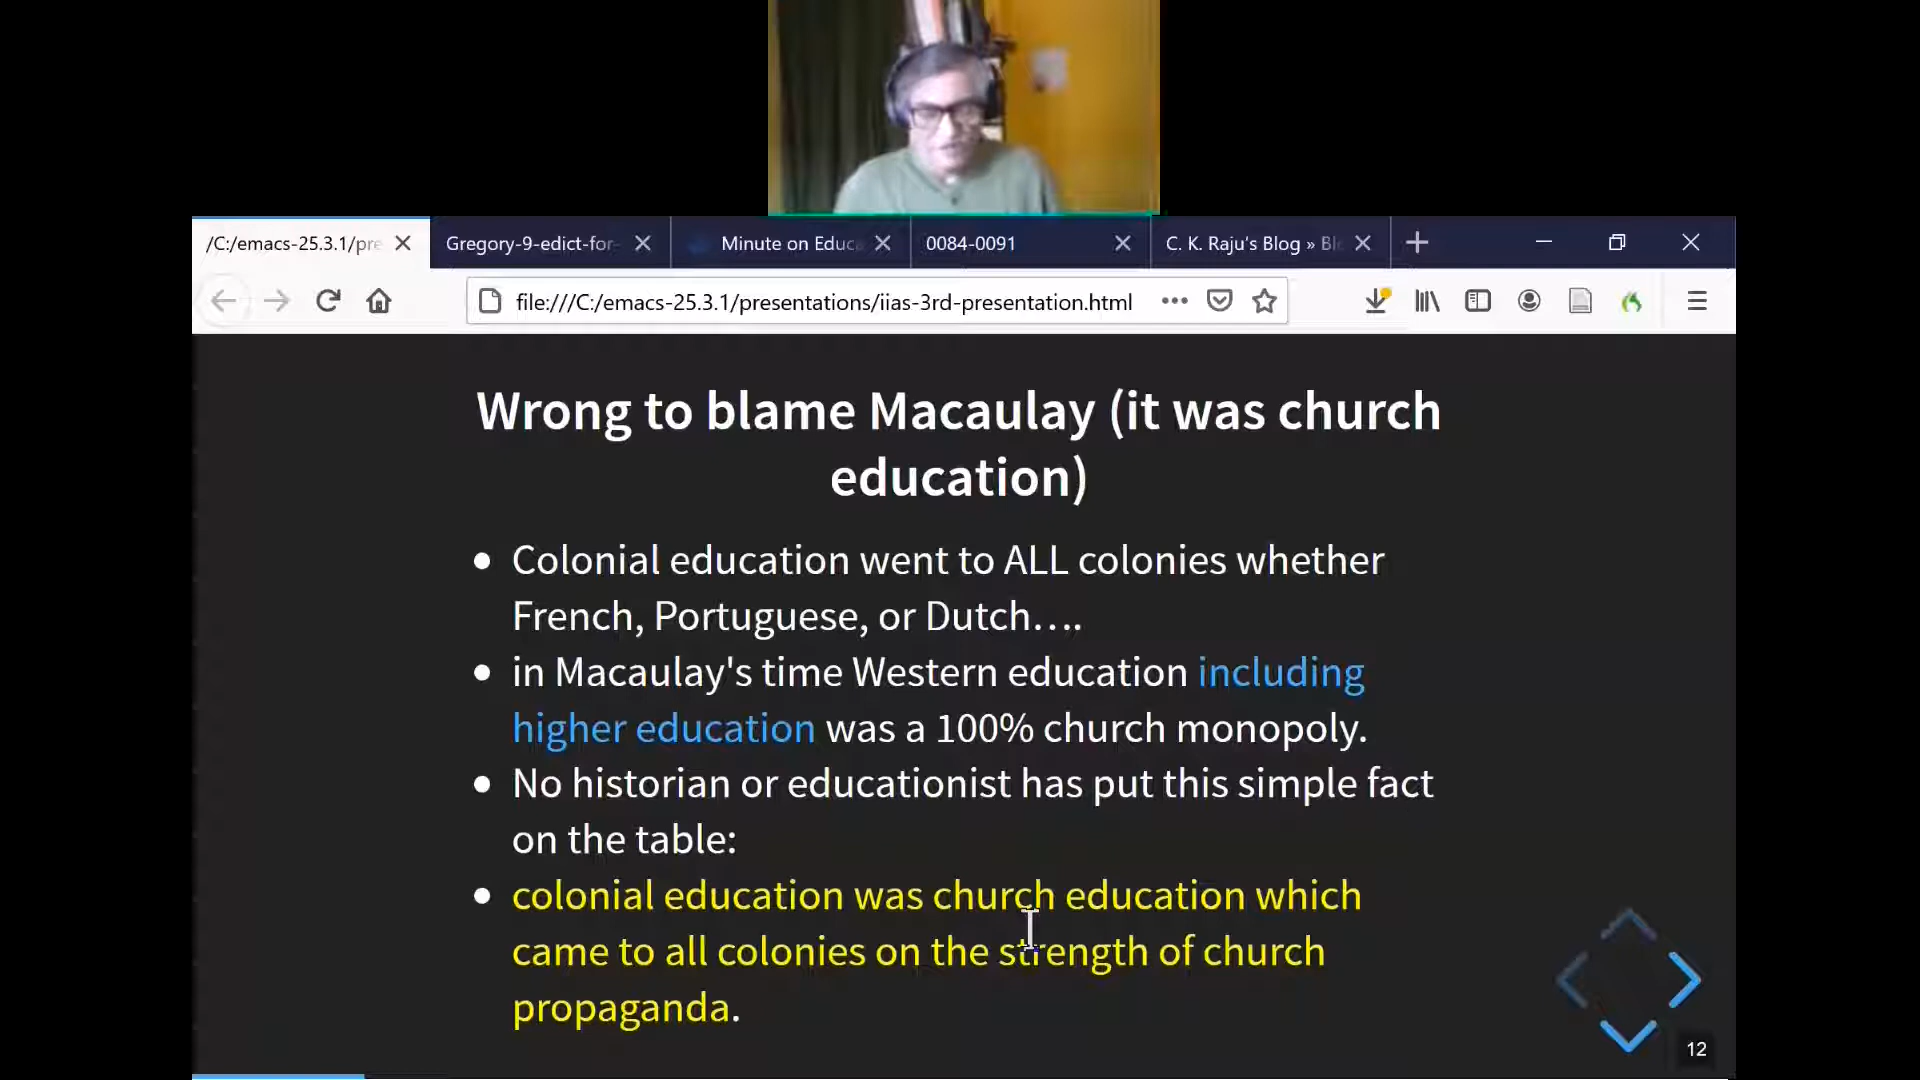 /C:/emacs-25.3.1/pre
Gregory-9-edict-for-
Minute on Educa
0084-0091
C. K. Raju's Blog » Bl
file:///C:/emacs-25.3.1/presentations/iias-3rd-presentation.html
Wrong to blame Macaulay (it was church
education)
Colonial education went to ALL colonies whether
French, Portuguese, or Dutch….
in Macaulay's time Western education including
higher education was a 100% church monopoly.
No historian or educationist has put this simple fact
on the table:
colonial education was church education which
came to all colonies on the strength of church
propaganda.
12